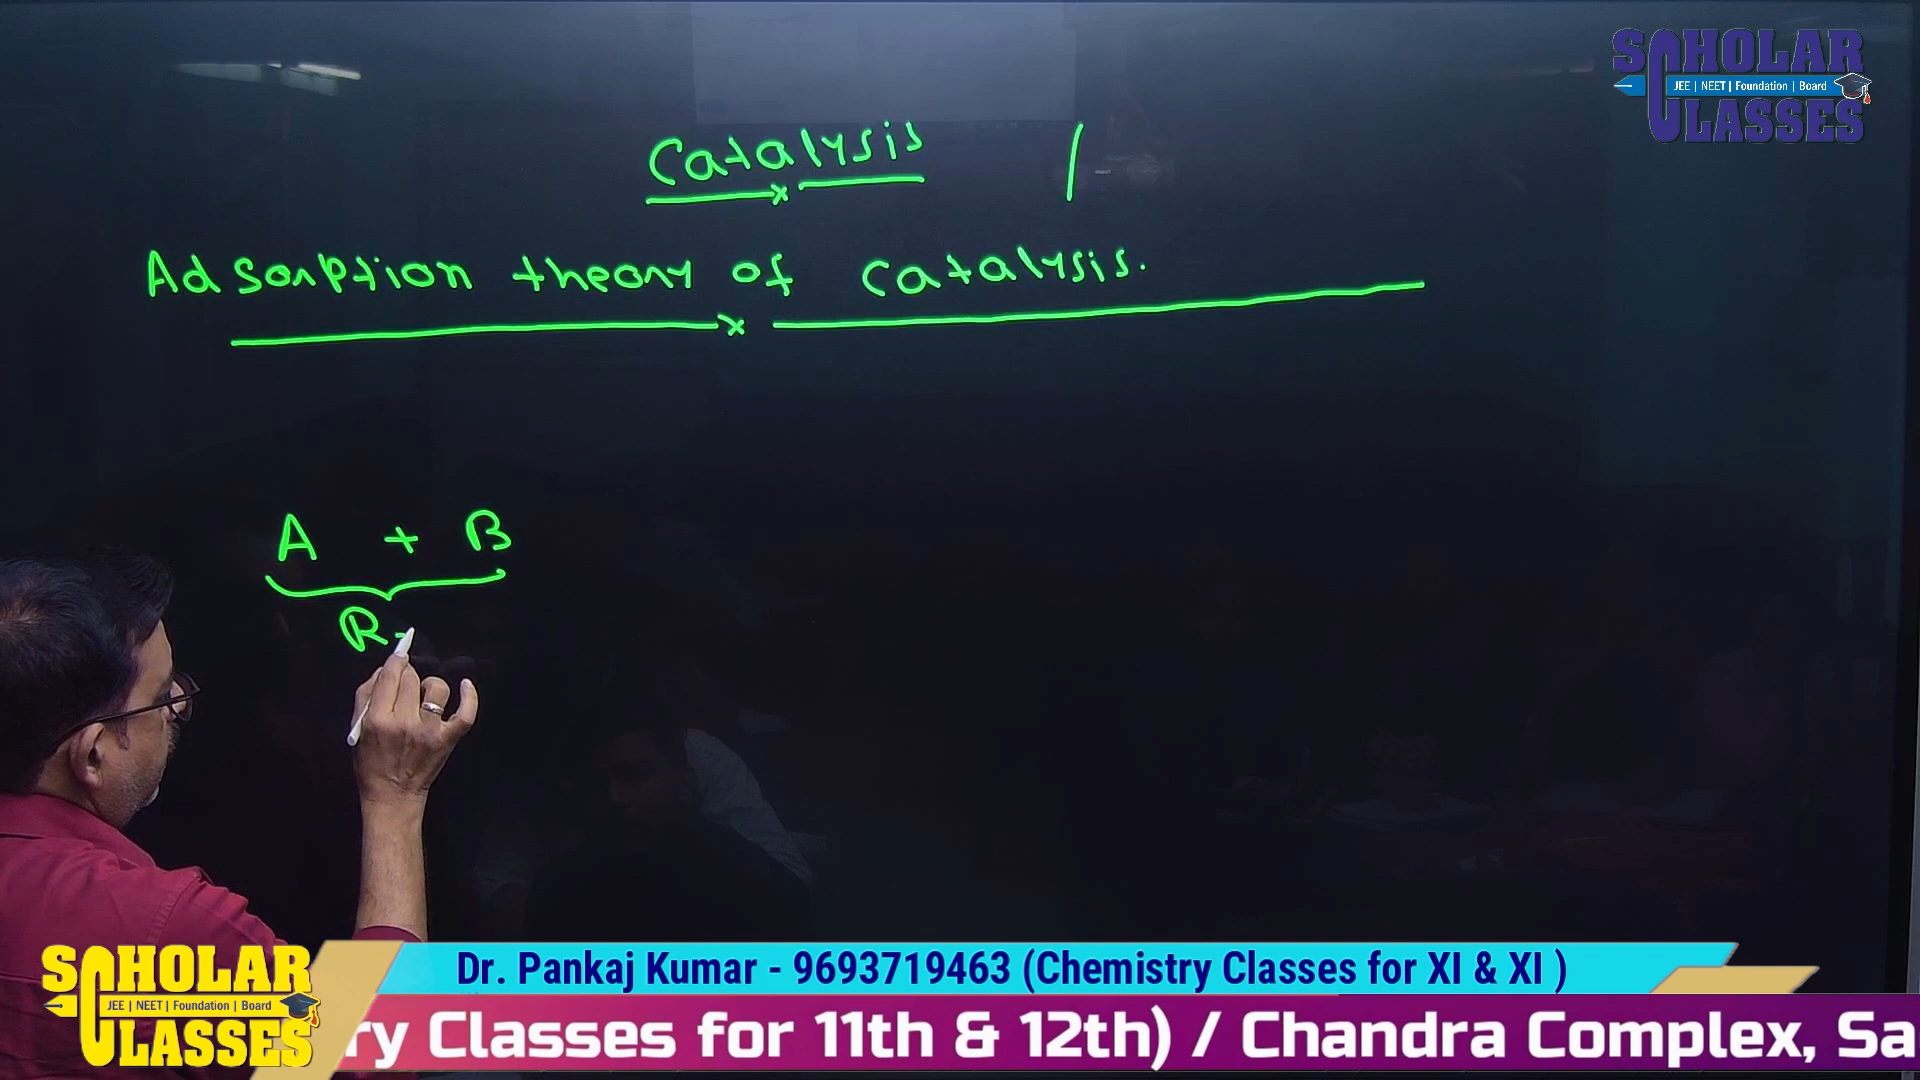 SCHOLAR
JEE | NEET | Foundation | Board
CLASSES
Catalysis
Adsorption theory of catalysis.
A + B
R
SCHOLAR
JEE | NEET | Foundation | Board
CLASSES
Dr. Pankaj Kumar - 9693719463 (Chemistry Classes for XI & XI )
ry Classes for 11th & 12th) / Chandra Complex, Sa